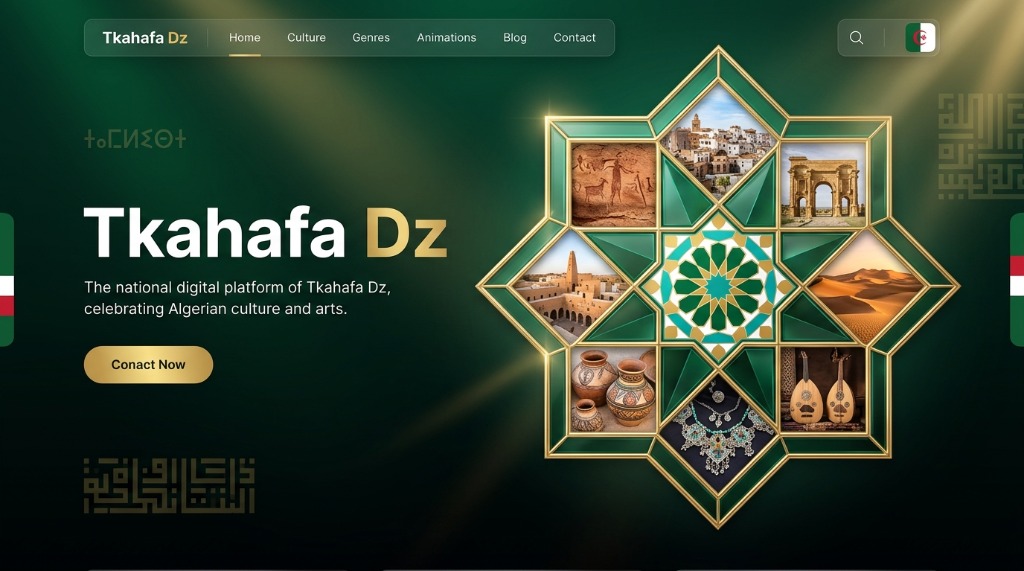 Tkahafa Dz
Home
Culture
Genres
Animations
Blog
Contact
Tkahafa Dz
The national digital platform of Tkahafa Dz,
celebrating Algerian culture and arts.
Conact Now